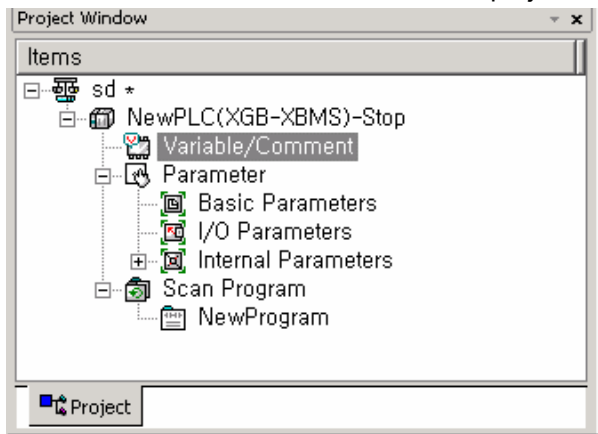 Project Window
Items
sd *
NewPLC(XGB-XBMS)-Stop
Variable/Comment
Parameter
Basic Parameters
I/O Parameters
Internal Parameters
Scan Program
NewProgram
Project